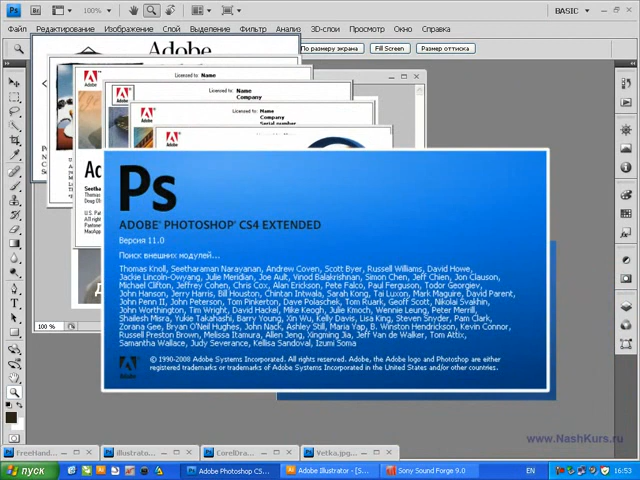 Ps
Br
100%
BASIC
Файл Редактирование Изображение Слой Выделение Фильтр Анализ 3D-слои Просмотр Окно Справка
По размеру экрана Fill Screen Размер оттиска
Adobe
Licensed to: Name
Licensed to: Name
Company
Licensed to: Name
Company
Serial number
Adobe
Ps
ADOBE® PHOTOSHOP® CS4 EXTENDED
Версия 11.0
Поиск внешних модулей...
Thomas Knoll, Seetharaman Narayanan, Andrew Coven, Scott Byer, Russell Williams, David Howe,
Jackie Lincoln-Owyang, Julie Meridian, Joe Ault, Vinod Balakrishnan, Simon Chen, Jeff Chien, Jon Clauson,
Michael Clifton, Jeffrey Cohen, Chris Cox, Alan Erickson, Pete Falco, Paul Ferguson, Todor Georgiev,
John Hanson, Jerry Harris, Bill Houston, Chintan Intwala, Sarah Kong, Tai Luxon, Mark Maguire, David Parent,
John Penn II, John Peterson, Tom Pinkerton, Dave Polaschek, Tom Ruark, Geoff Scott, Nikolai Svakhin,
John Worthington, Tim Wright, David Hackel, Mike Keogh, Julie Kmoch, Wennie Leung, Peter Merrill,
Shailesh Misra, Yukie Takahashi, Barry Young, Xin Wu, Kelly Davis, Lisa King, Steven Snyder, Pam Clark,
Zorana Gee, Bryan O'Neil Hughes, John Nack, Ashley Still, Maria Yap, B. Winston Hendrickson, Kevin Connor,
Russell Preston Brown, Melissa Itamura, Allen Jeng, Xingming Jia, Jeff Van de Walker, Tom Attix,
Samantha Wallace, Judy Severance, Kellisa Sandoval, Izumi Soma
© 1990-2008 Adobe Systems Incorporated. All rights reserved. Adobe, the Adobe logo and Photoshop are either
registered trademarks or trademarks of Adobe Systems Incorporated in the United States and/or other countries.
Adobe
100 %
www.NashKurs.ru
FreeHand... illustrato... CorelDra... Vetka.jpg...
пуск
Adobe Photoshop CS... Adobe Illustrator - [S... Sony Sound Forge 9.0
EN
16:53